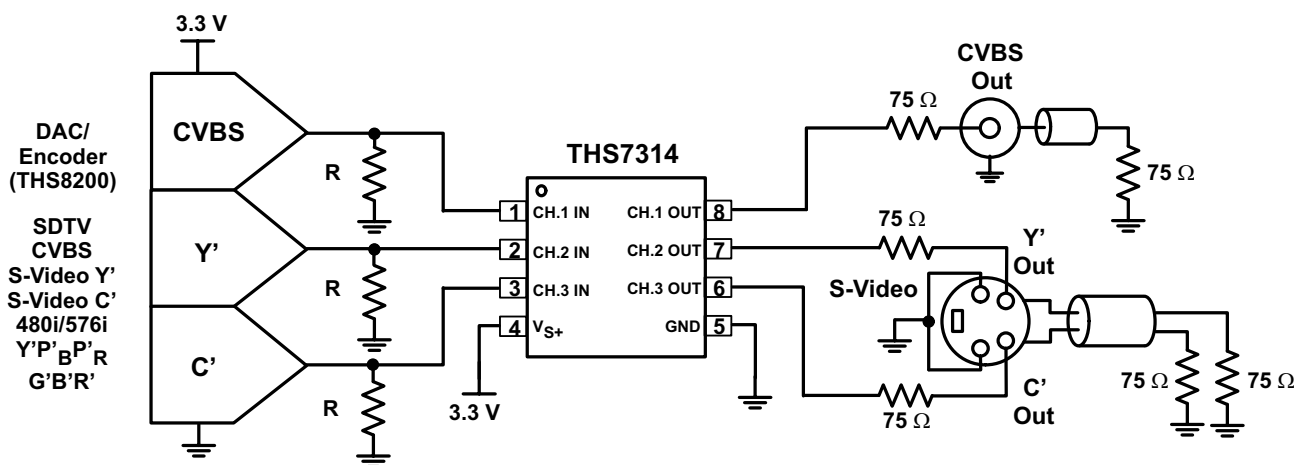 3.3 V
DAC/
Encoder
(THS8200)
SDTV
CVBS
S-Video Y'
S-Video C'
480i/576i
Y'P'BP'R
G'B'R'
CVBS
Y'
C'
R
R
R
3.3 V
THS7314
1 CH.1 IN
2 CH.2 IN
3 CH.3 IN
4 VS+
CH.1 OUT 8
CH.2 OUT 7
CH.3 OUT 6
GND 5
75 Ω
CVBS
Out
75 Ω
75 Ω
Y'
Out
S-Video
75 Ω
C'
Out
75 Ω
75 Ω